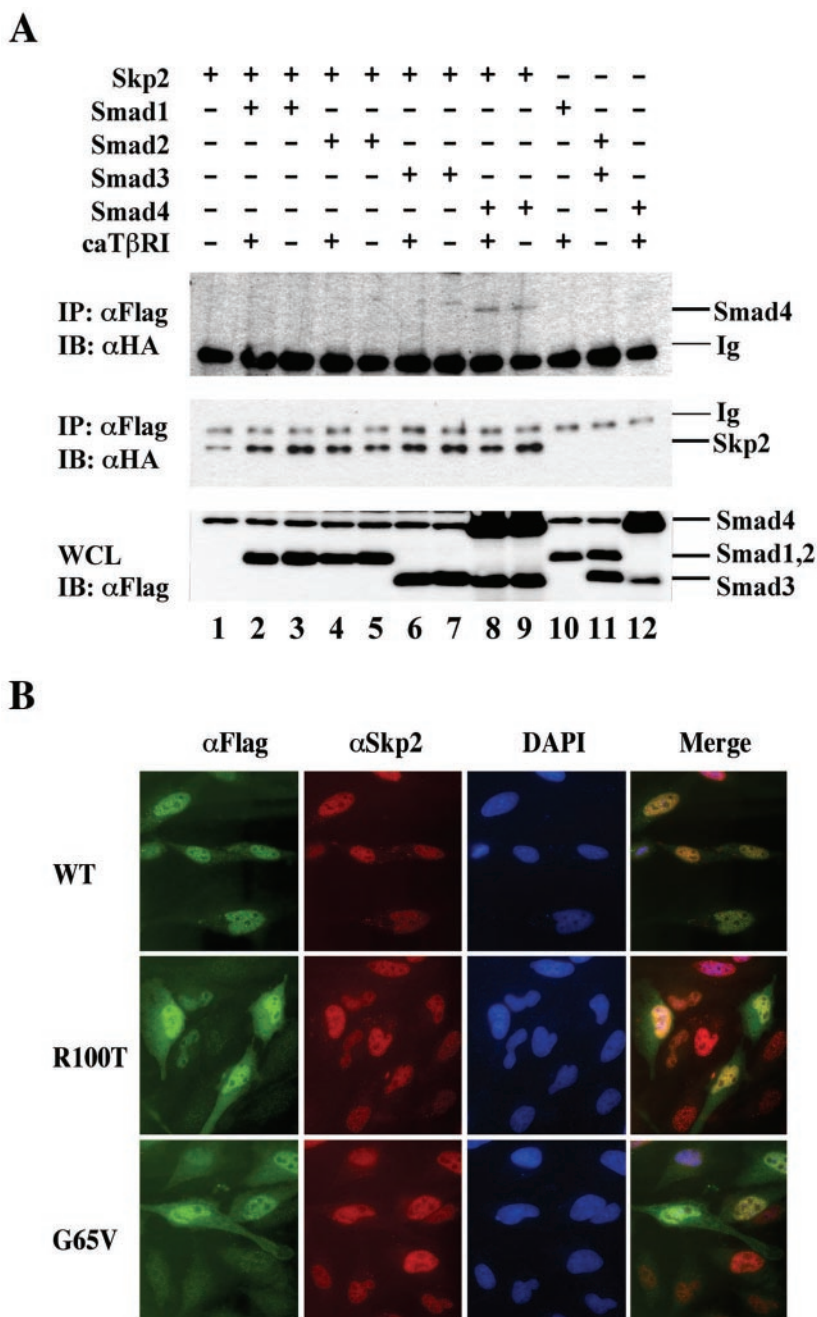 A
Skp2 + + + + + + + + + – – –
Smad1 – + + – – – – – – + – –
Smad2 – – – + + – – – – – + –
Smad3 – – – – – + + – – – + –
Smad4 – – – – – – – + + – – +
caTβRI – + – + – + – + – + + +
IP: αFlag
IB: αHA
Smad4
Ig
IP: αFlag
IB: αHA
Ig
Skp2
WCL
IB: αFlag
Smad4
Smad1,2
Smad3
1 2 3 4 5 6 7 8 9 10 11 12
B
αFlag αSkp2 DAPI Merge
WT
R100T
G65V